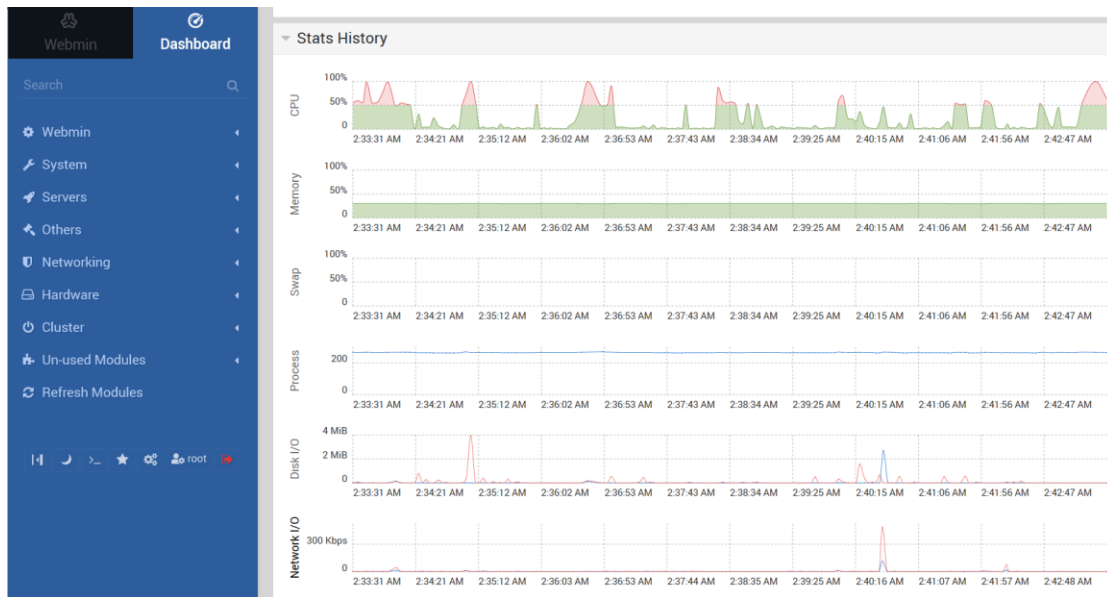 Webmin
Dashboard
Search
Webmin
System
Servers
Others
Networking
Hardware
Cluster
Un-used Modules
Refresh Modules
root
Stats History
CPU
100%
50%
0
2:33:31 AM 2:34:21 AM 2:35:12 AM 2:36:02 AM 2:36:53 AM 2:37:43 AM 2:38:34 AM 2:39:25 AM 2:40:15 AM 2:41:06 AM 2:41:56 AM 2:42:47 AM
Memory
100%
50%
0
2:33:31 AM 2:34:21 AM 2:35:12 AM 2:36:02 AM 2:36:53 AM 2:37:43 AM 2:38:34 AM 2:39:25 AM 2:40:15 AM 2:41:06 AM 2:41:56 AM 2:42:47 AM
Swap
100%
50%
0
2:33:31 AM 2:34:21 AM 2:35:12 AM 2:36:02 AM 2:36:53 AM 2:37:43 AM 2:38:34 AM 2:39:25 AM 2:40:15 AM 2:41:06 AM 2:41:56 AM 2:42:47 AM
Process
200
0
2:33:31 AM 2:34:21 AM 2:35:12 AM 2:36:02 AM 2:36:53 AM 2:37:43 AM 2:38:34 AM 2:39:25 AM 2:40:15 AM 2:41:06 AM 2:41:56 AM 2:42:47 AM
Disk I/O
4 MiB
2 MiB
0
2:33:31 AM 2:34:21 AM 2:35:12 AM 2:36:02 AM 2:36:53 AM 2:37:43 AM 2:38:34 AM 2:39:25 AM 2:40:15 AM 2:41:06 AM 2:41:56 AM 2:42:47 AM
Network I/O
300 Kbps
0
2:33:31 AM 2:34:21 AM 2:35:12 AM 2:36:03 AM 2:36:53 AM 2:37:44 AM 2:38:35 AM 2:39:25 AM 2:40:16 AM 2:41:07 AM 2:41:57 AM 2:42:48 AM